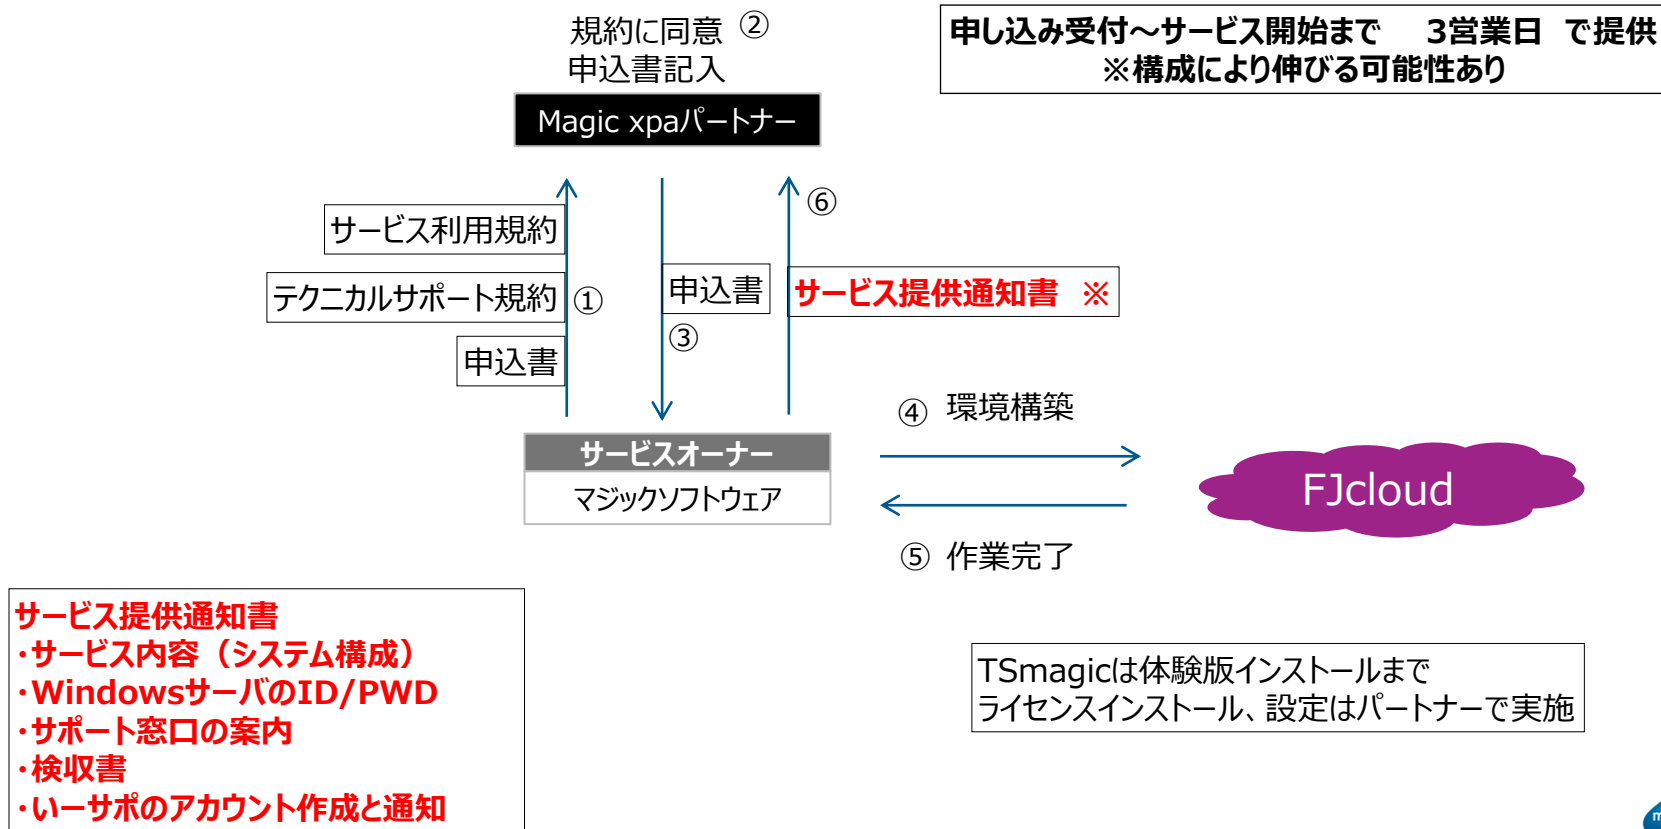 規約に同意 ②
申込書記入
申し込み受付～サービス開始まで 3営業日 で提供
※構成により伸びる可能性あり
Magic xpaパートナー
サービス利用規約
⑥
テクニカルサポート規約 ①
申込書
サービス提供通知書 ※
③
申込書
④ 環境構築
サービスオーナー
マジックソフトウェア
FJcloud
⑤ 作業完了
サービス提供通知書
・サービス内容（システム構成）
・WindowsサーバのID/PWD
・サポート窓口の案内
・検収書
・いーサポのアカウント作成と通知
TSmagicは体験版インストールまで
ライセンスインストール、設定はパートナーで実施
m